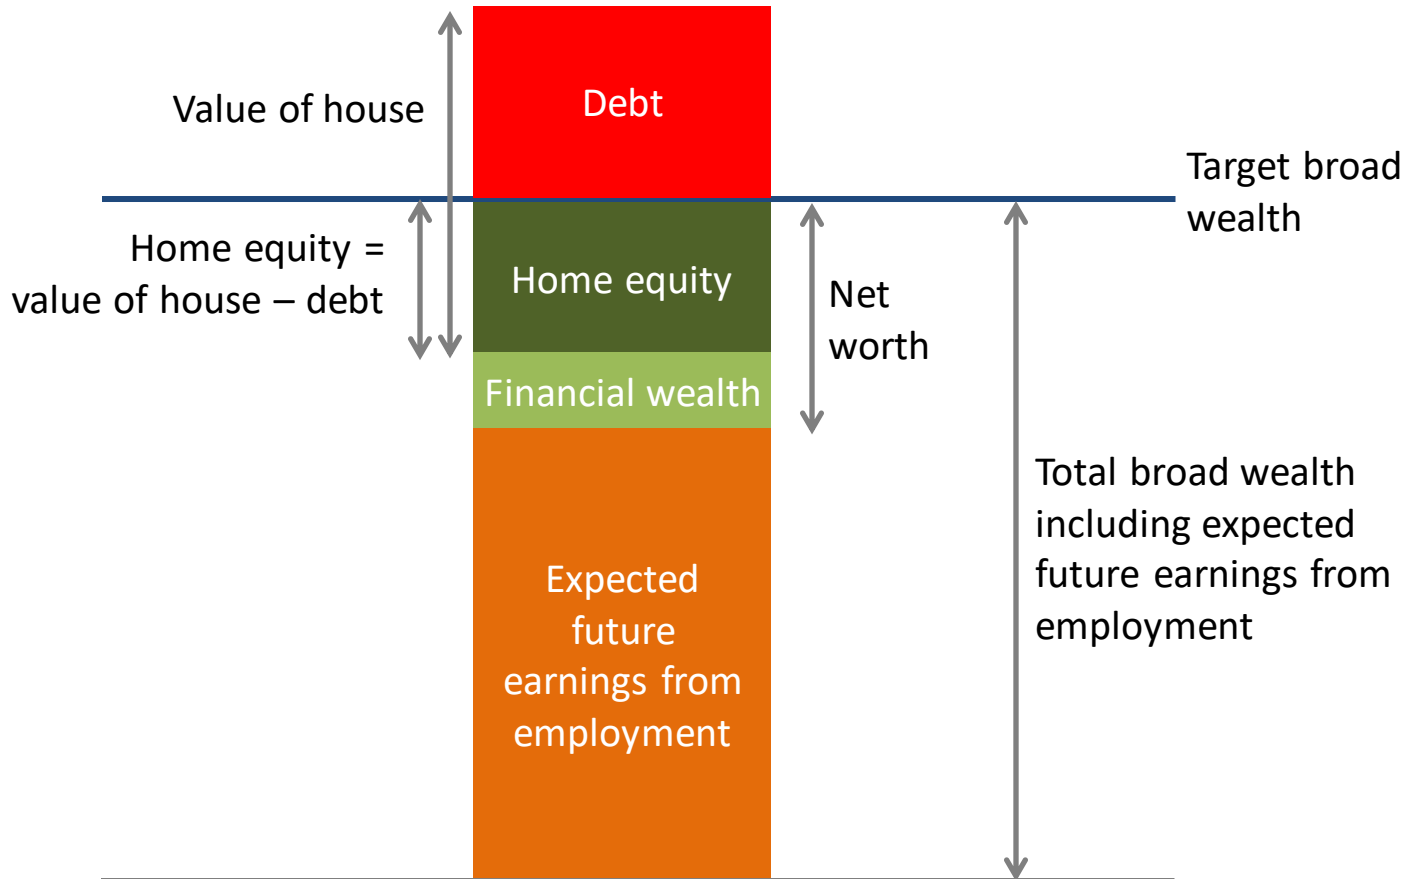 Value of house
Debt
Target broad
wealth
Home equity =
value of house – debt
Home equity
Net
worth
Financial wealth
Total broad wealth
including expected
future earnings from
employment
Expected
future
earnings from
employment